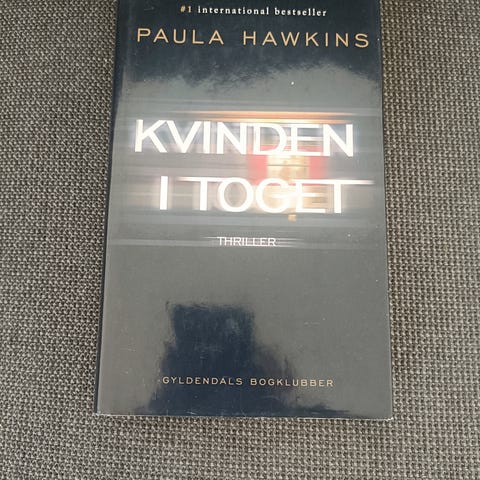 #1 international bestseller
PAULA HAWKINS
KVINDEN
I TOGET
THRILLER
GYLDENDALS BOGKLUBBER